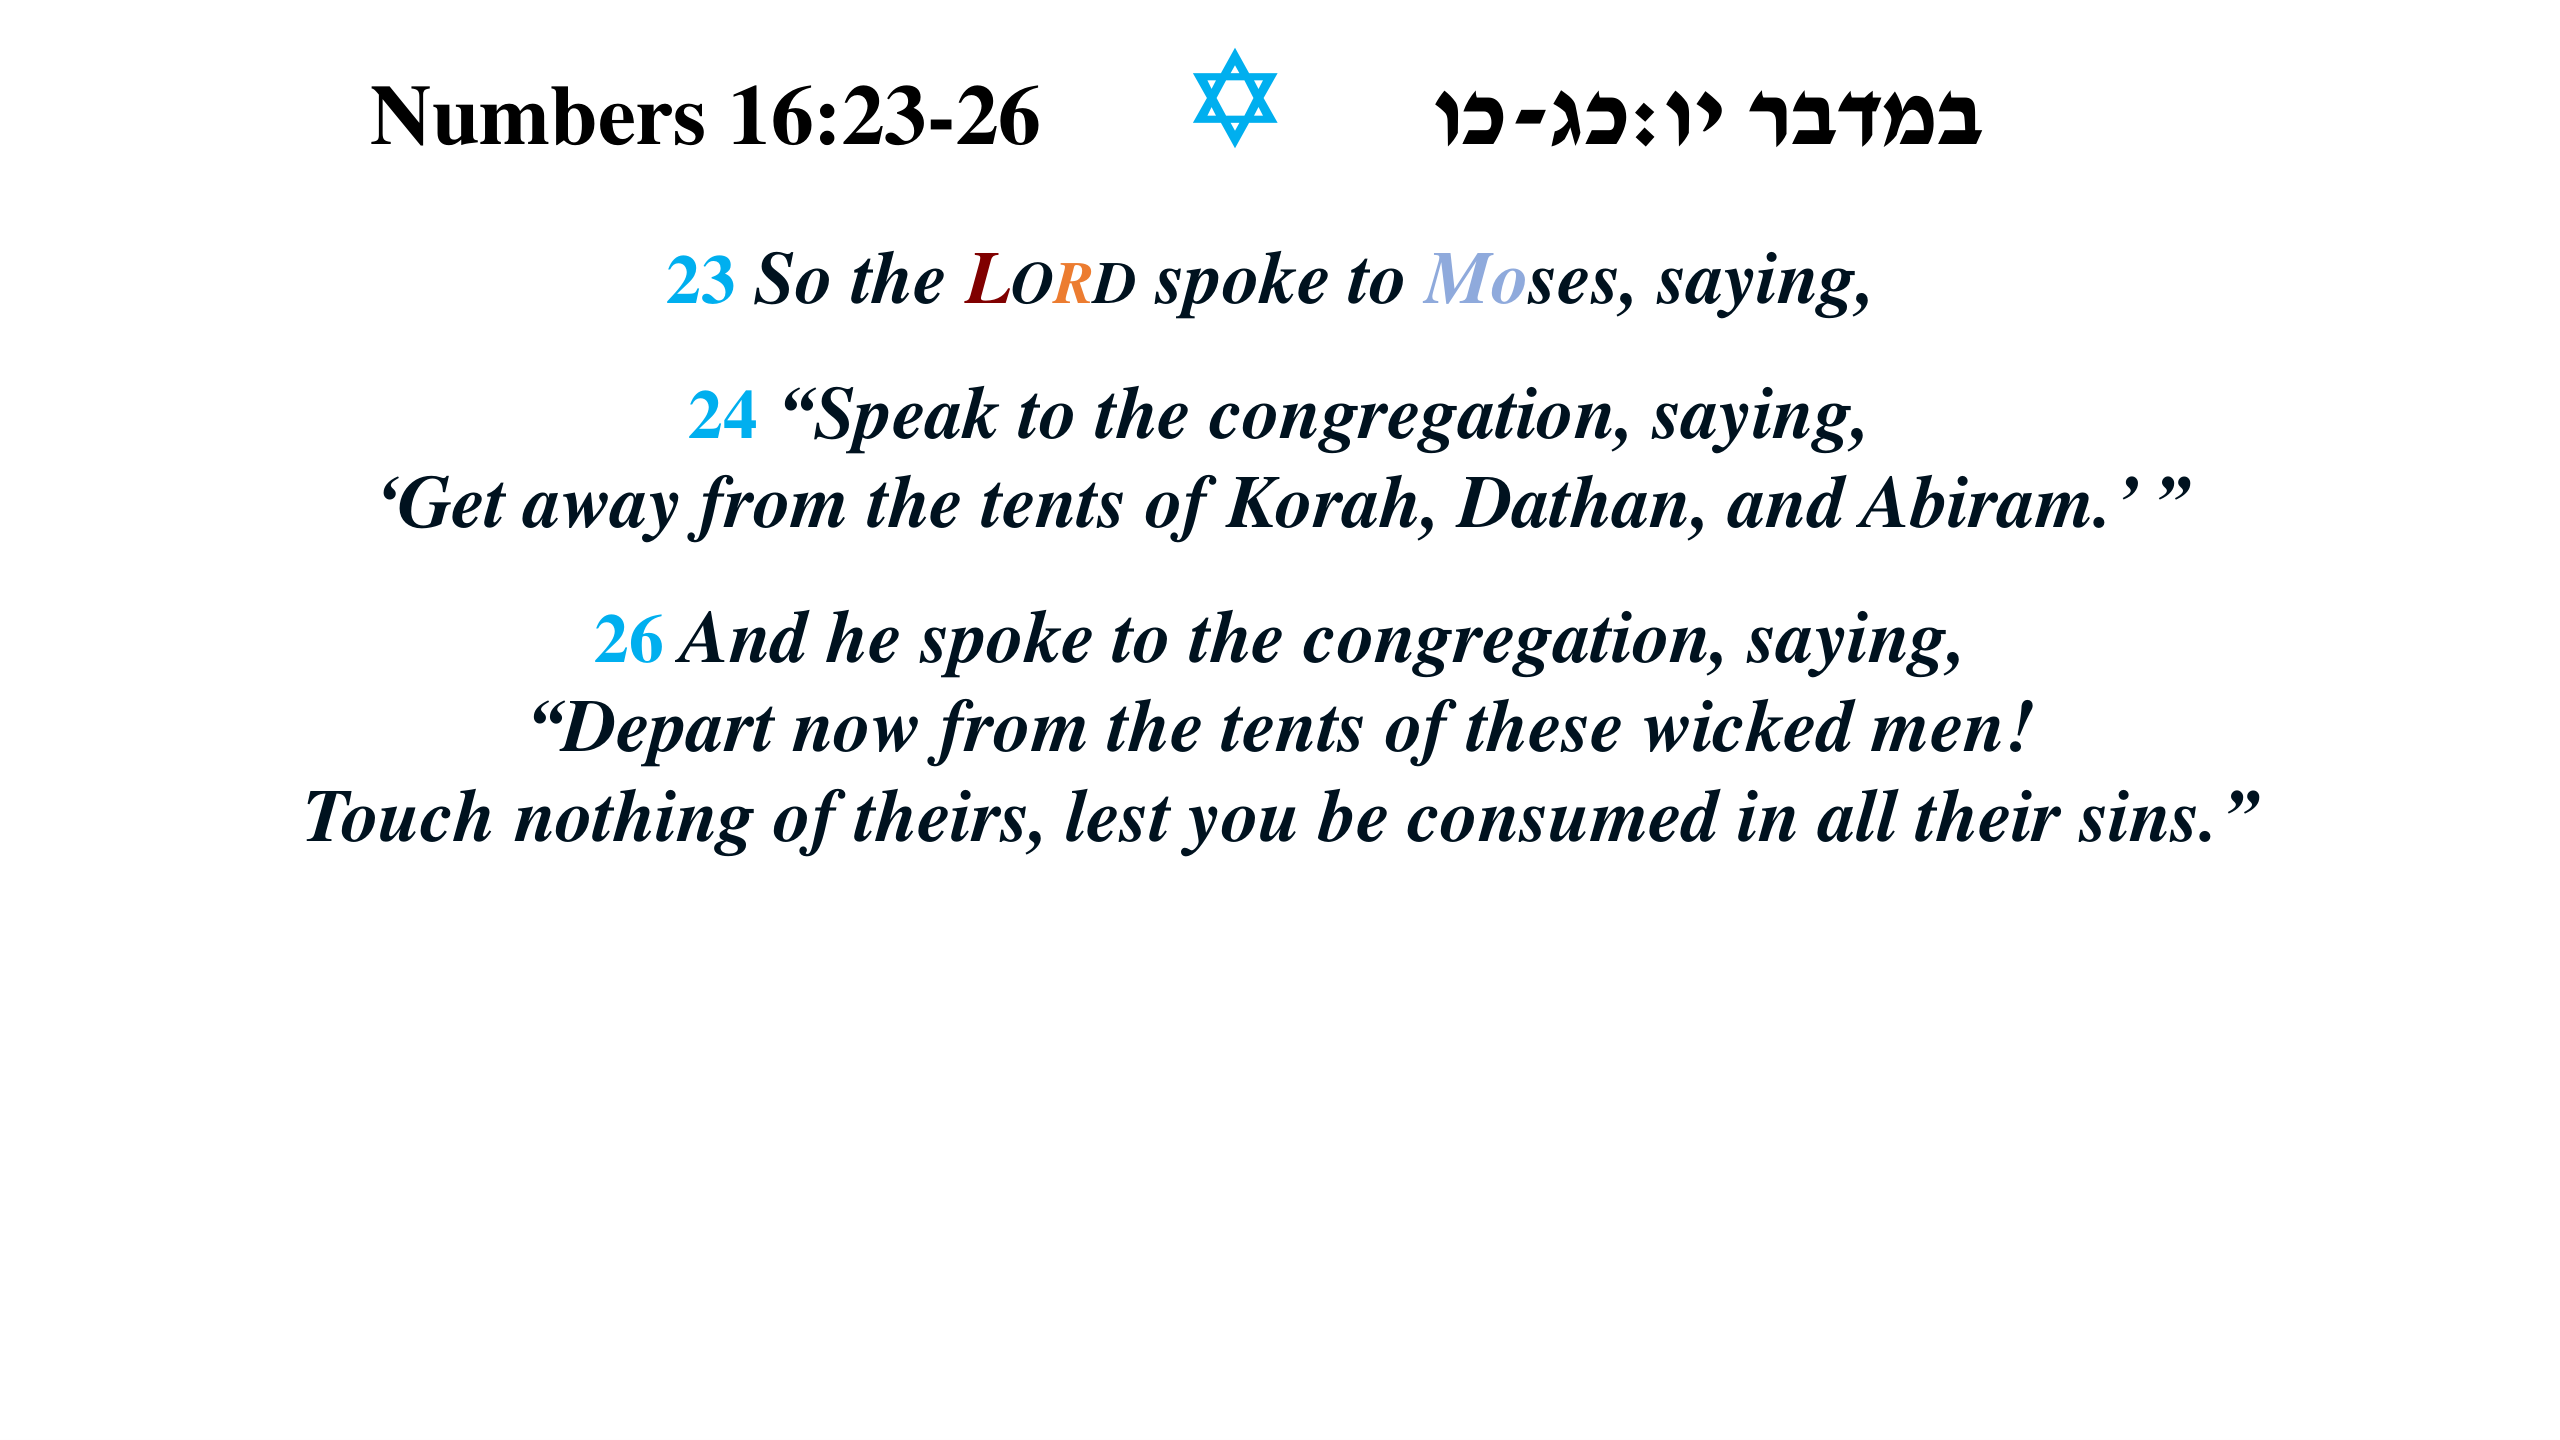 Numbers 16:23-26 ✡ במדבר יו:כג-כו
23 So the LORD spoke to Moses, saying,
24 “Speak to the congregation, saying,
‘Get away from the tents of Korah, Dathan, and Abiram.’ ”
26 And he spoke to the congregation, saying,
“Depart now from the tents of these wicked men!
Touch nothing of theirs, lest you be consumed in all their sins.”